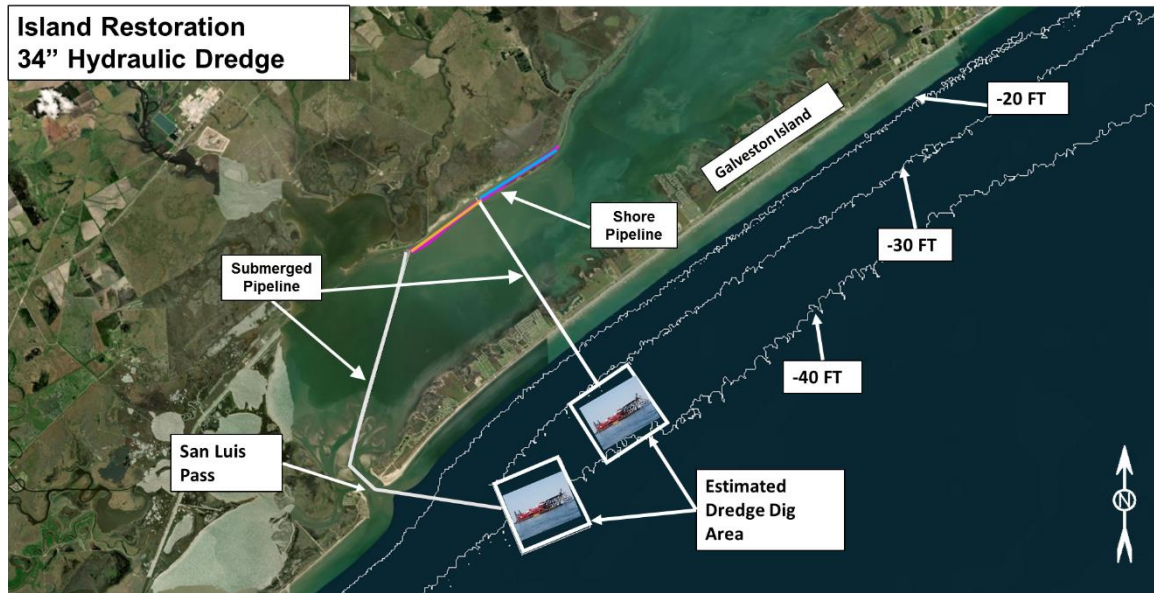 Island Restoration
34” Hydraulic Dredge
-20 FT
Galveston Island
Shore
Pipeline
-30 FT
Submerged
Pipeline
-40 FT
San Luis
Pass
Estimated
Dredge Dig
Area
N